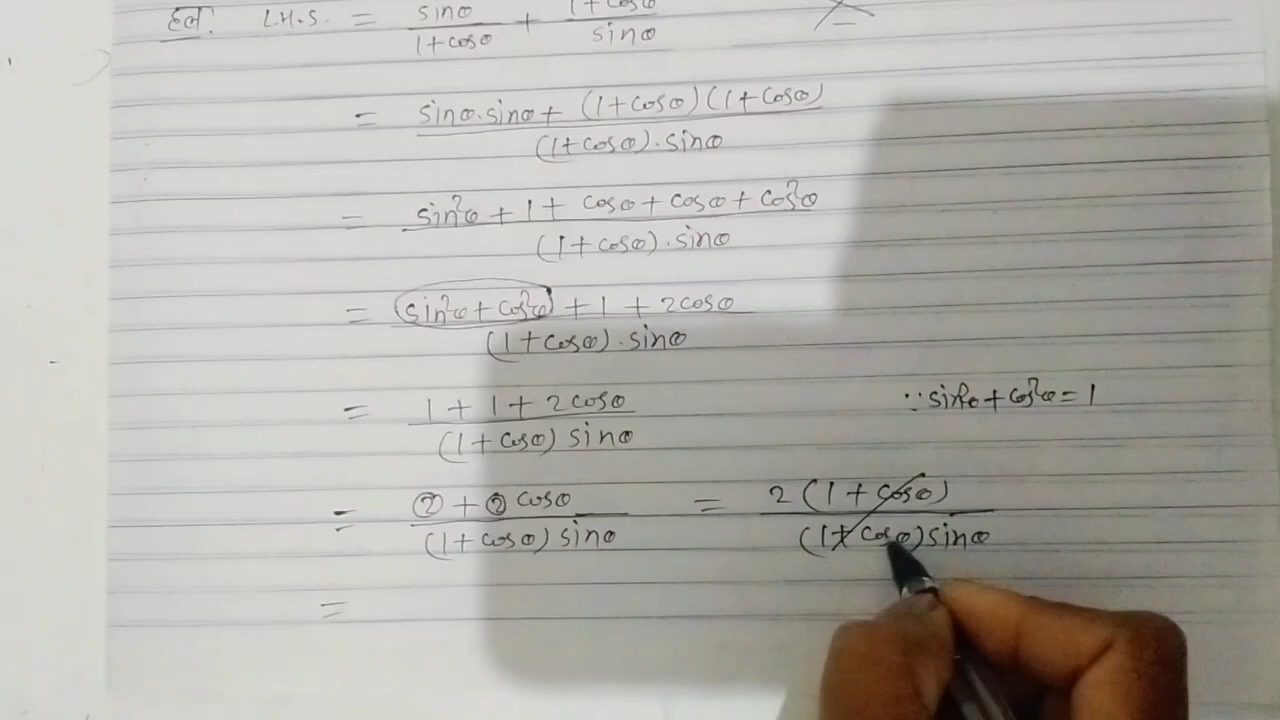 हल: L.H.S. = sinθ/1+cosθ + 1+cosθ/sinθ
= sinθ.sinθ + (1+cosθ)(1+cosθ)/(1+cosθ).sinθ
= sin²θ + 1 + cosθ + cosθ + cos²θ/(1+cosθ).sinθ
= (sin²θ + cos²θ) + 1 + 2cosθ/(1+cosθ).sinθ
= 1 + 1 + 2cosθ/(1+cosθ) sinθ ∵ sin²θ + cos²θ = 1
= 2 + 2 cosθ/(1+cosθ) sinθ = 2(1+cosθ)/(1+cosθ) sinθ
=